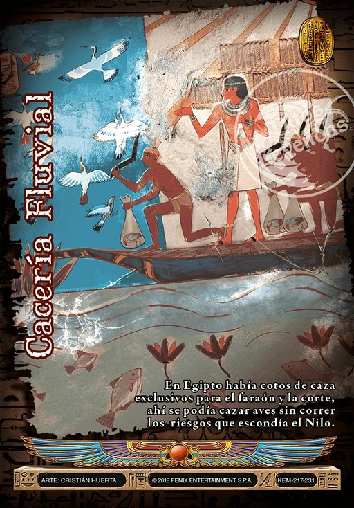 Cacería Fluvial
En Egipto había cotos de caza
exclusivos para el faraón y la corte,
ahí se podía cazar aves sin correr
los riesgos que escondía el Nilo.
ARTE: CRISTIÁN HUERTA
FENIX ENTERTAINMENT S.P.A.